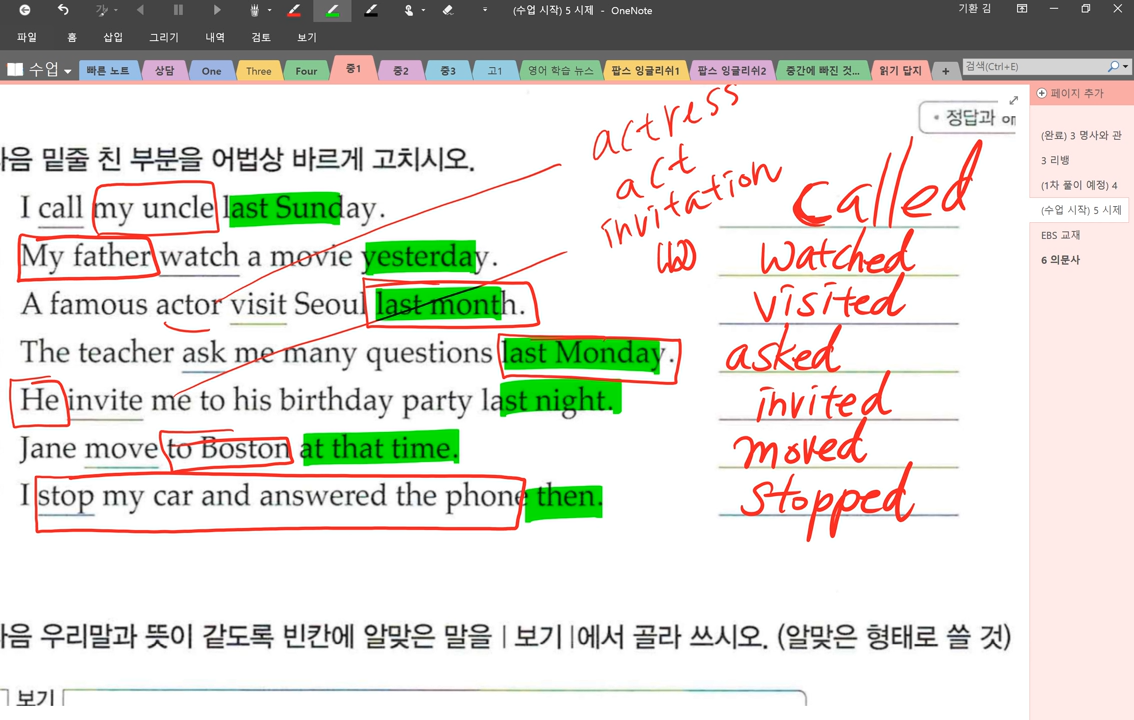 (수업 시작) 5 시제 - OneNote
기환 김
파일 홈 삽입 그리기 내역 검토 보기
수업 빠른 노트 상담 One Three Four 중1 중2 중3 고1 영어 학습 뉴스 팝스 잉글리쉬1 팝스 잉글리쉬2 중간에 빠진 것... 읽기 답지 + 검색(Ctrl+E)
페이지 추가
(완료) 3 명사와 관
3 리뱅
(1차 풀이 예정) 4
(수업 시작) 5 시제
EBS 교재
6 의문사
정답과
actress
act
invitation
다음 밑줄 친 부분을 어법상 바르게 고치시오.
I call my uncle last Sunday. called
My father watch a movie yesterday. watched
A famous actor visit Seoul last month. visited
The teacher ask me many questions last Monday. asked
He invite me to his birthday party last night. invited
Jane move to Boston at that time. moved
I stop my car and answered the phone then. stopped
다음 우리말과 뜻이 같도록 빈칸에 알맞은 말을 | 보기 |에서 골라 쓰시오. (알맞은 형태로 쓸 것)
보기